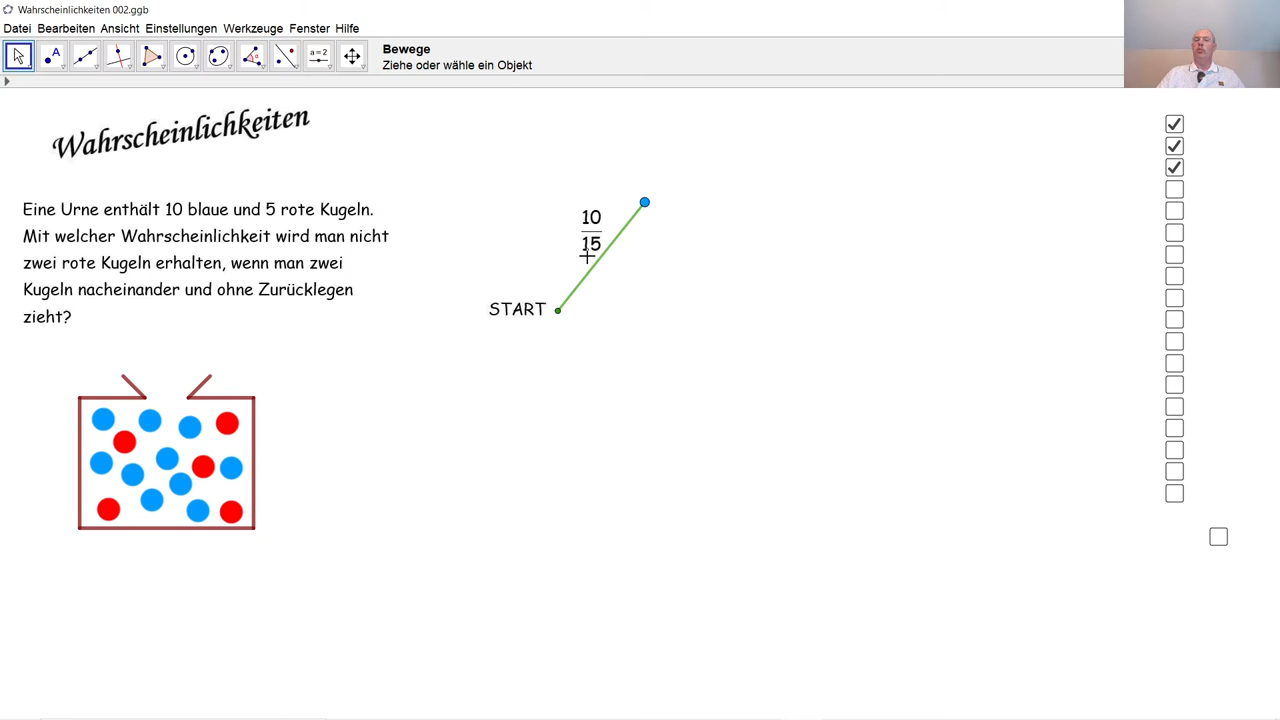 Wahrscheinlichkeiten 002.ggb
Datei Bearbeiten Ansicht Einstellungen Werkzeuge Fenster Hilfe
A
a=2
Bewege
Ziehe oder wähle ein Objekt
Wahrscheinlichkeiten
Eine Urne enthält 10 blaue und 5 rote Kugeln.
Mit welcher Wahrscheinlichkeit wird man nicht
zwei rote Kugeln erhalten, wenn man zwei
Kugeln nacheinander und ohne Zurücklegen
zieht?
10
15
START